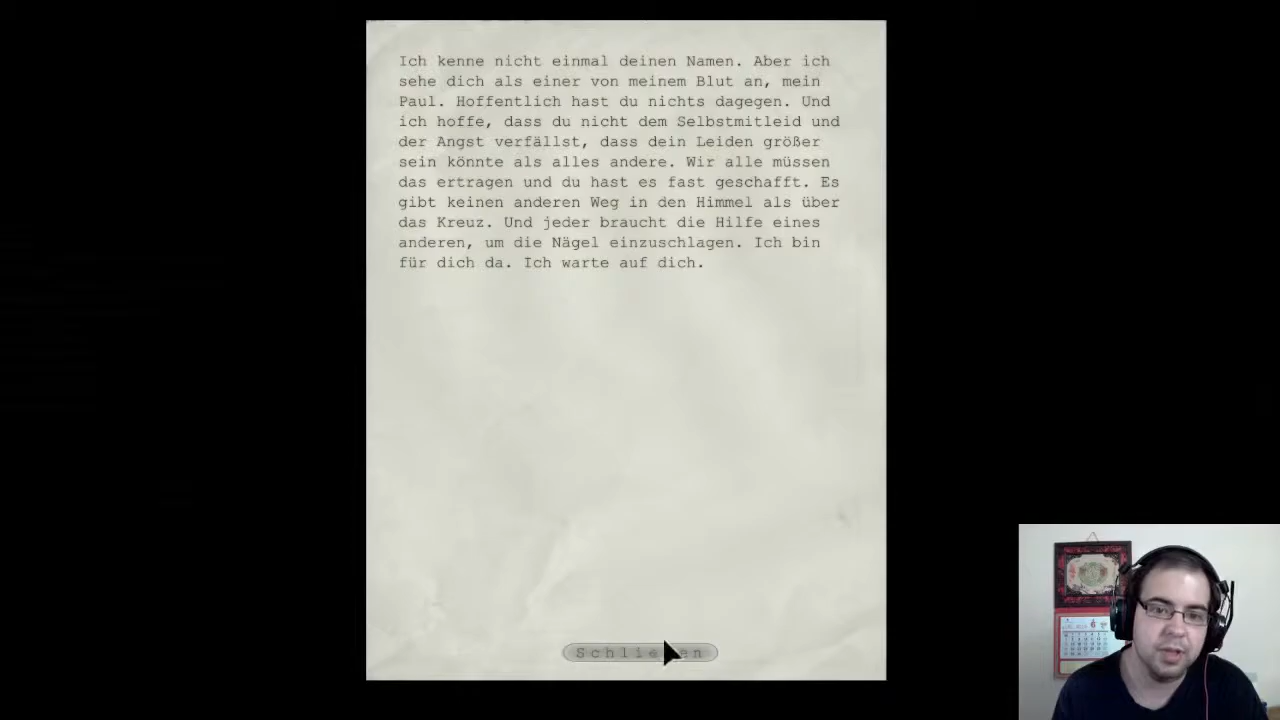 Ich kenne nicht einmal deinen Namen. Aber ich
sehe dich als einer von meinem Blut an, mein
Paul. Hoffentlich hast du nichts dagegen. Und
ich hoffe, dass du nicht dem Selbstmitleid und
der Angst verfällst, dass dein Leiden größer
sein könnte als alles andere. Wir alle müssen
das ertragen und du hast es fast geschafft. Es
gibt keinen anderen Weg in den Himmel als über
das Kreuz. Und jeder braucht die Hilfe eines
anderen, um die Nägel einzuschlagen. Ich bin
für dich da. Ich warte auf dich.
6